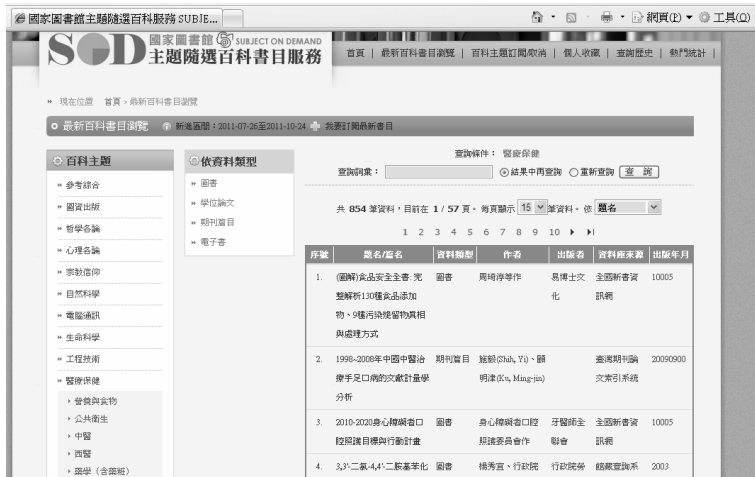 國家圖書館主題隨選百科服務 SUBJE...
網頁(P)
工具(O)
SOD
國家圖書館 SUBJECT ON DEMAND
主題隨選百科書目服務
首頁 | 最新百科書目瀏覽 | 百科主題訂閱/取消 | 個人收藏 | 查詢歷史 | 熱門統計 |
現在位置 首頁 > 最新百科書目瀏覽
最新百科書目瀏覽 新進區間：2011-07-26至2011-10-24 我要訂閱最新書目
百科主題
參考綜合
圖資出版
哲學各論
心理各論
宗教信仰
自然科學
電腦通訊
生命科學
工程技術
醫療保健
營養與食物
公共衛生
中醫
西醫
藥學（含藥粧）
依資料類型
圖書
學位論文
期刊篇目
電子書
查詢條件： 醫療保健
查詢詞彙： 結果中再查詢 重新查詢 查 詢
共 854 筆資料，目前在 1 / 57 頁。 每頁顯示 15 筆資料。 依 題名
1 2 3 4 5 6 7 8 9 10
序號 題名/篇名 資料類型 作者 出版者 資料庫來源 出版年月
1. (圖解)食品安全全書: 完 圖書 周琦淳等作 易博士文 全國新書資 10005
整解析130種食品添加 化 訊網
物、9種污染殘留物真相
與處理方式
2. 1998~2008年中國中醫治 期刊篇目 施毅(Shih, Yi)、顧 臺灣期刊論 20090900
療手足口病的文獻計量學 明津(Ku, Ming-jin) 文索引系統
分析
3. 2010-2020身心障礙者口 圖書 身心障礙者口腔 牙醫師全 全國新書資 10005
腔照護目標與行動計畫 照護委員會作 聯會 訊網
4. 3,3'-二氯-4,4'-二胺基苯化 圖書 楊秀宜、行政院 行政院勞 館藏查詢系 2003